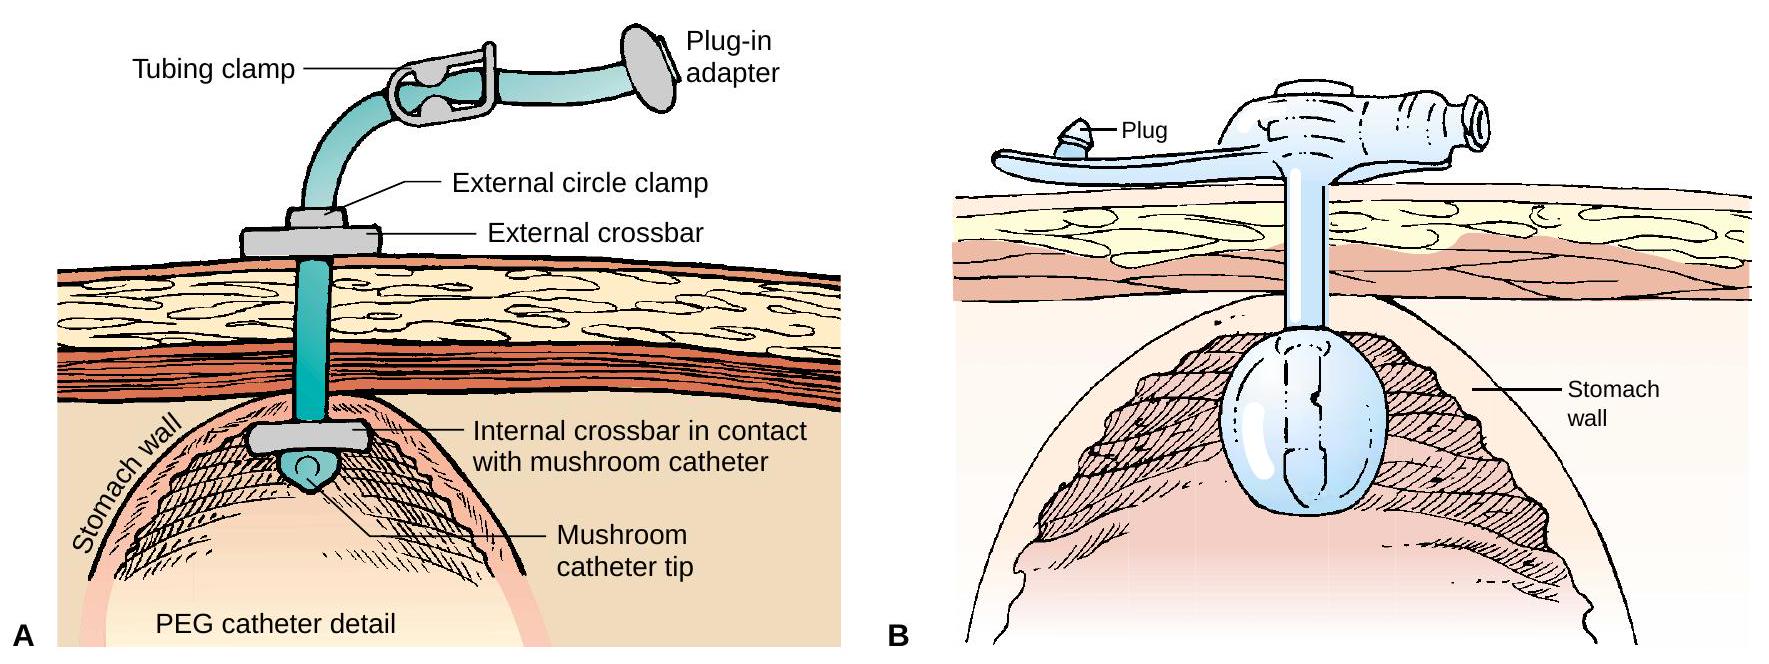 Tubing clamp
Plug-in
adapter
External circle clamp
External crossbar
Stomach wall
Internal crossbar in contact
with mushroom catheter
Mushroom
catheter tip
PEG catheter detail
A
Plug
Stomach
wall
B